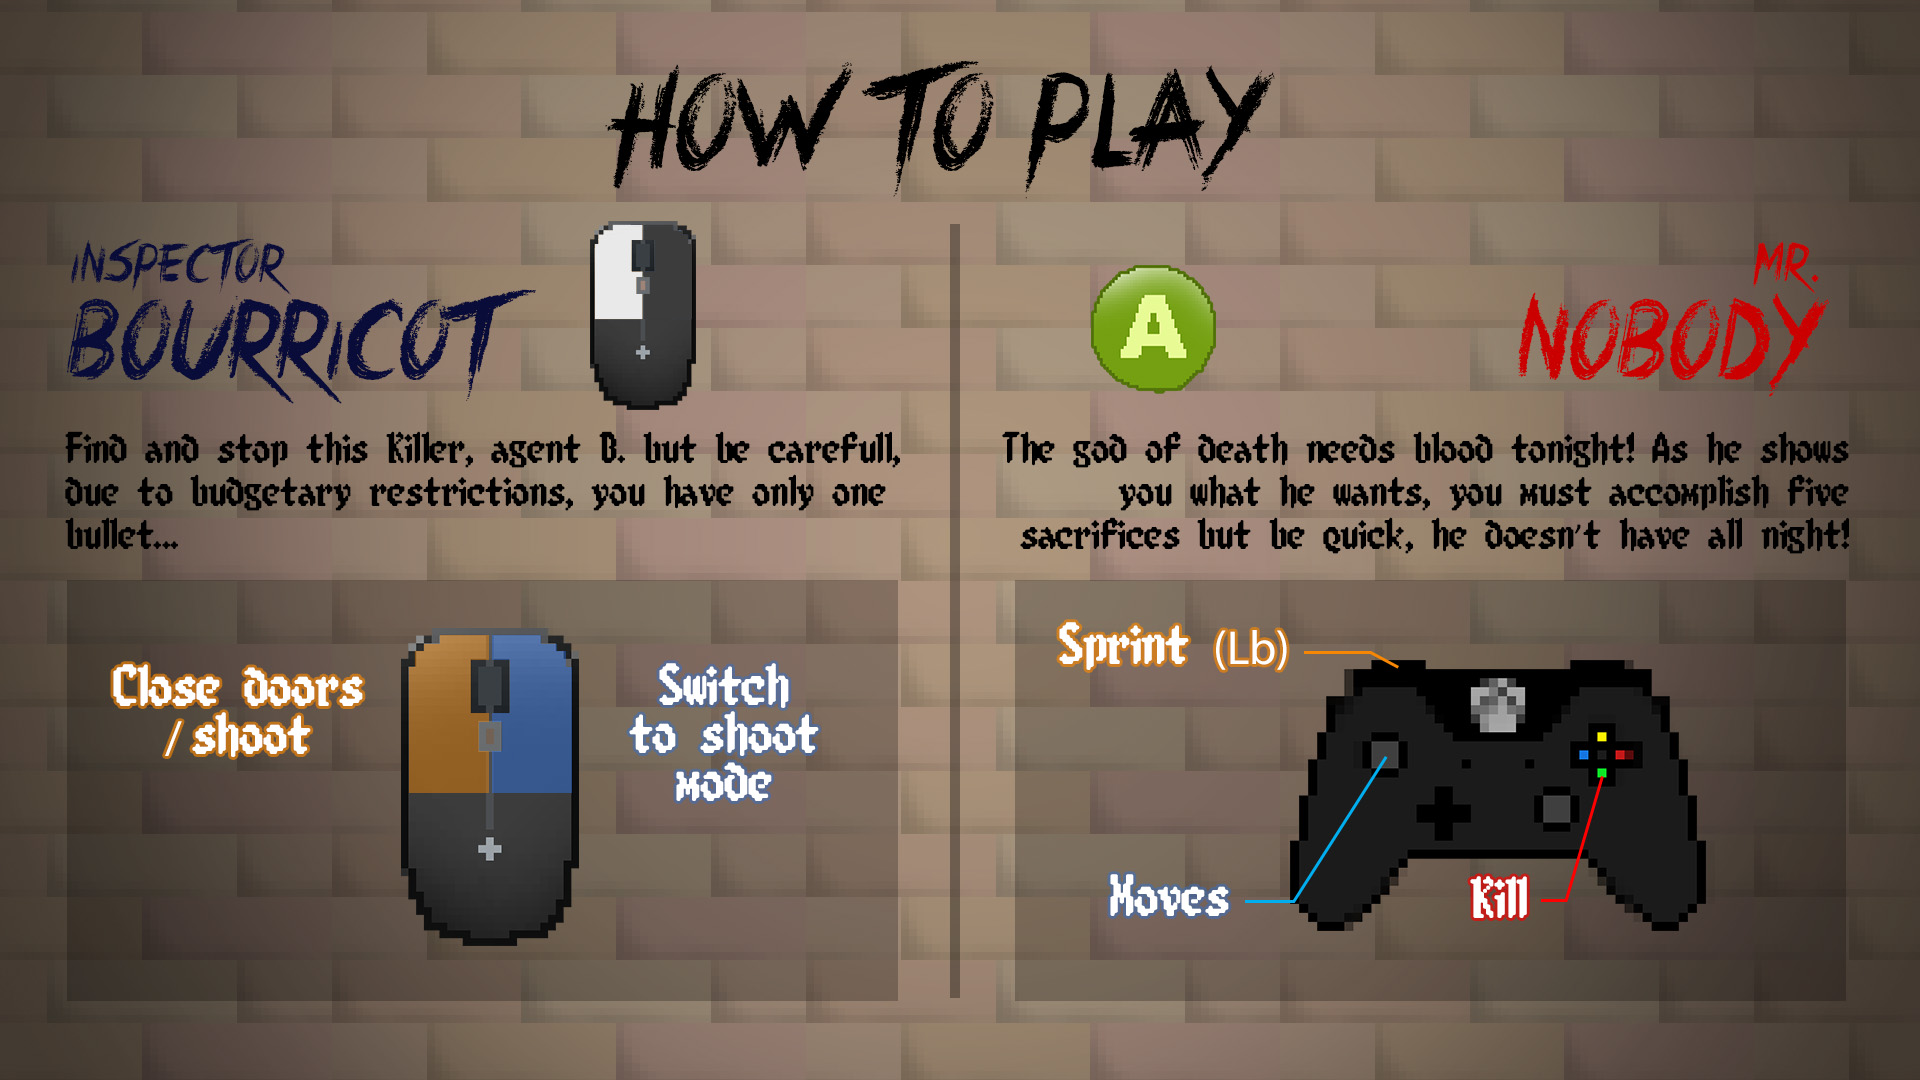 HOW TO PLAY
INSPECTOR
BOURRICOT
Find and stop this Killer, agent B. but be carefull,
due to budgetary restrictions, you have only one
bullet...
Close doors
/ shoot
Switch
to shoot
mode
A
MR.
NOBODY
The god of death needs blood tonight! As he shows
you what he wants, you must accomplish five
sacrifices but be quick, he doesn't have all night!
Sprint (Lb)
Moves
Kill